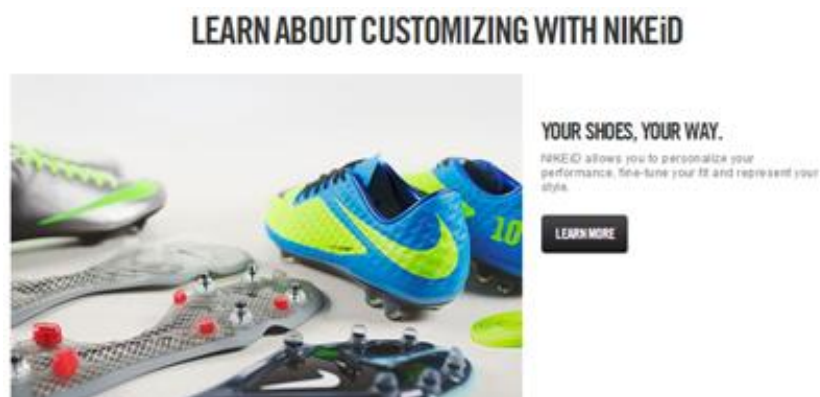 LEARN ABOUT CUSTOMIZING WITH NIKEiD
YOUR SHOES, YOUR WAY.
NIKEiD allows you to personalize your
performance, fine-tune your fit and represent your
style.
LEARN MORE
10